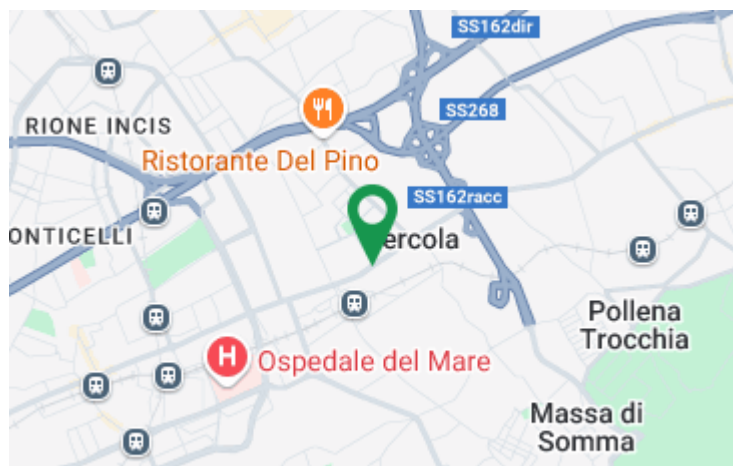 SS162dir
SS268
RIONE INCIS
Ristorante Del Pino
SS162racc
ONTICELLI
ercola
Pollena
Trocchia
H
Ospedale del Mare
Massa di
Somma